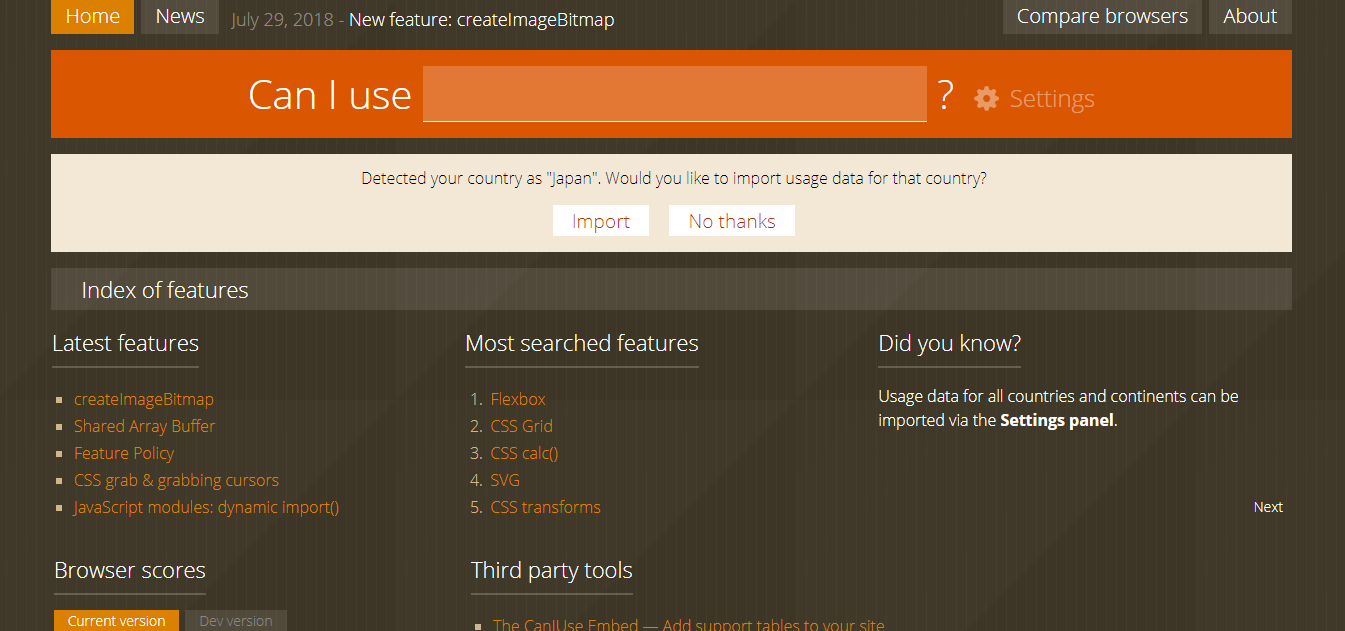 Home News July 29, 2018 - New feature: createImageBitmap Compare browsers About
Can I use ? Settings
Detected your country as "Japan". Would you like to import usage data for that country?
Import No thanks
Index of features
Latest features
createImageBitmap
Shared Array Buffer
Feature Policy
CSS grab & grabbing cursors
JavaScript modules: dynamic import()
Most searched features
1. Flexbox
2. CSS Grid
3. CSS calc()
4. SVG
5. CSS transforms
Did you know?
Usage data for all countries and continents can be
imported via the Settings panel.
Next
Browser scores
Current version Dev version
Third party tools
The CanIUse Embed — Add support tables to your site